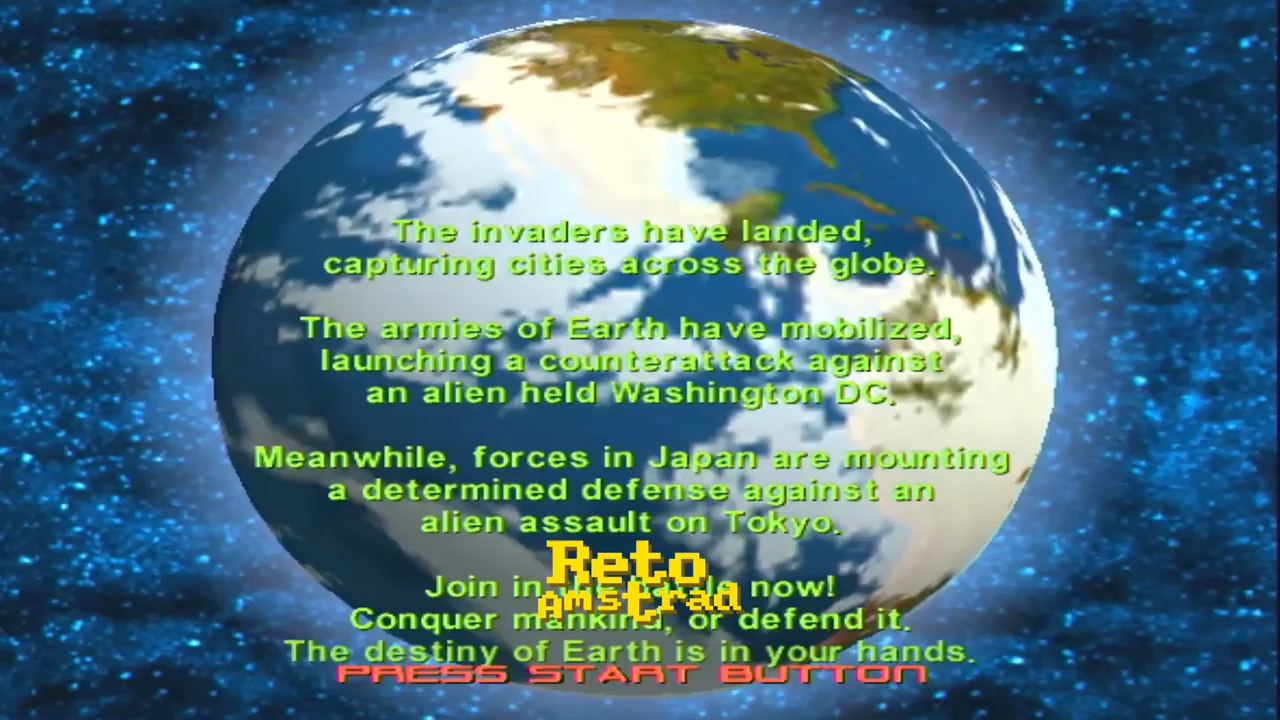 The invaders have landed,
capturing cities across the globe.
The armies of Earth have mobilized,
launching a counterattack against
an alien held Washington DC.
Meanwhile, forces in Japan are mounting
a determined defense against an
alien assault on Tokyo.
Reto
Amstrad
Join in the battle now!
Conquer mankind, or defend it.
The destiny of Earth is in your hands.
PRESS START BUTTON